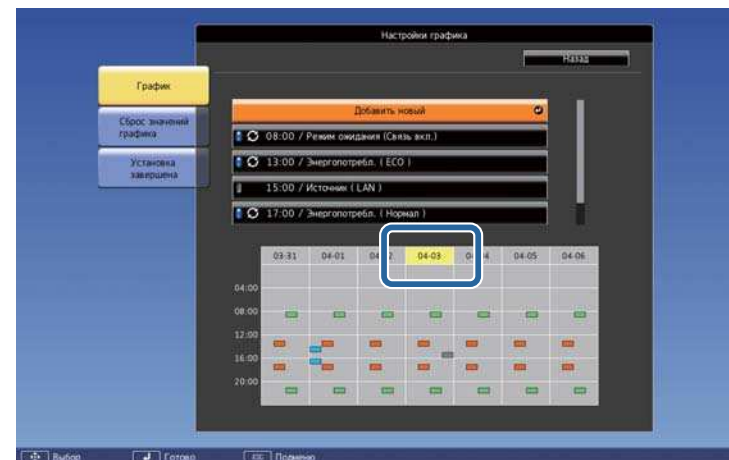 Настройки графика
Назад
График
Сброс значений
графика
Установка
завершена
Добавить новый
08:00 / Режим ожидания (Связь вкл.)
13:00 / Энергопотребл. ( ECO )
15:00 / Источник ( LAN )
17:00 / Энергопотребл. ( Нормал )
03-31 04-01 04-03 04-05 04-06
04:00
08:00
12:00
16:00
20:00
Выбор Готово Подменю